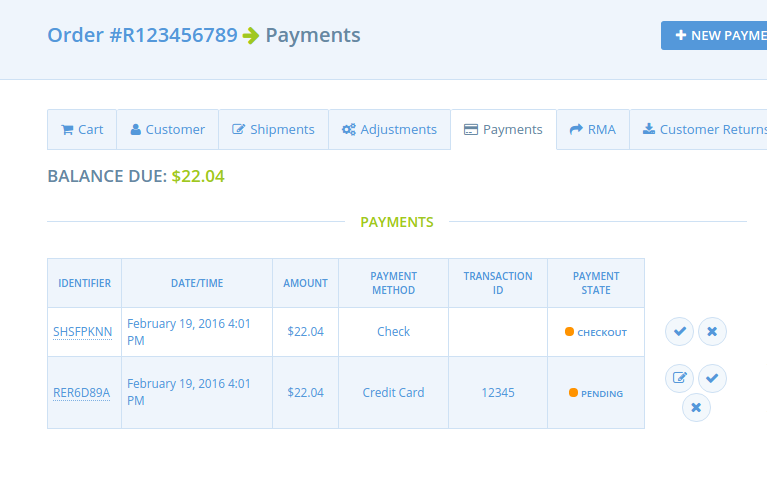 Order #R123456789 Payments
NEW PAYME
Cart Customer Shipments Adjustments Payments RMA Customer Returns
BALANCE DUE: $22.04
PAYMENTS
IDENTIFIER DATE/TIME AMOUNT PAYMENT METHOD TRANSACTION ID PAYMENT STATE
SHSFPKNN February 19, 2016 4:01 PM $22.04 Check CHECKOUT
RER6D89A February 19, 2016 4:01 PM $22.04 Credit Card 12345 PENDING